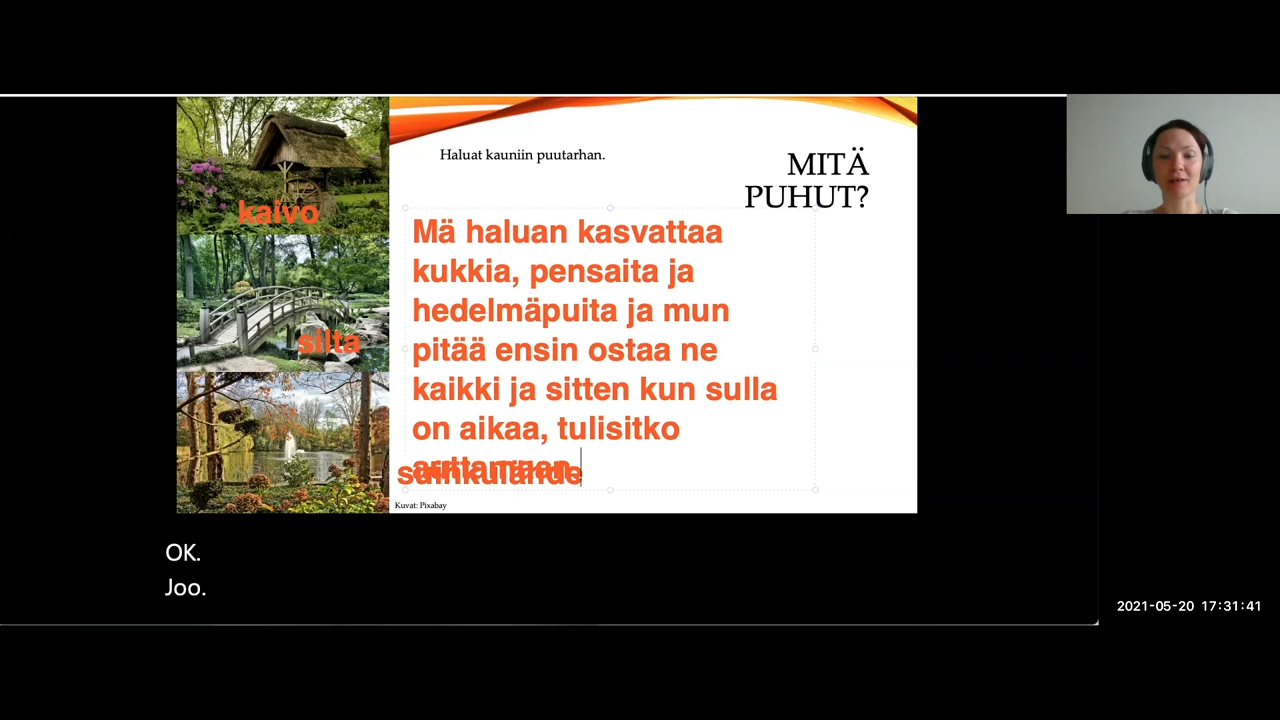 Haluat kauniin puutarhan.
MITÄ
PUHUT?
kaivo
silta
Mä haluan kasvattaa
kukkia, pensaita ja
hedelmäpuita ja mun
pitää ensin ostaa ne
kaikki ja sitten kun sulla
on aikaa, tulisitko
Kuvat: Pixabay
OK.
Joo.
2021-05-20 17:31:41